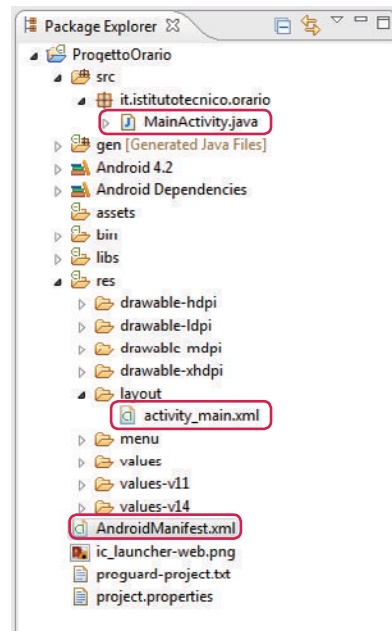 Package Explorer
ProgettoOrario
src
it.istitutotecnico.orario
MainActivity.java
gen [Generated Java Files]
Android 4.2
Android Dependencies
assets
bin
libs
res
drawable-hdpi
drawable-ldpi
drawable-mdpi
drawable-xhdpi
layout
activity_main.xml
menu
values
values-v11
values-v14
AndroidManifest.xml
ic_launcher-web.png
proguard-project.txt
project.properties